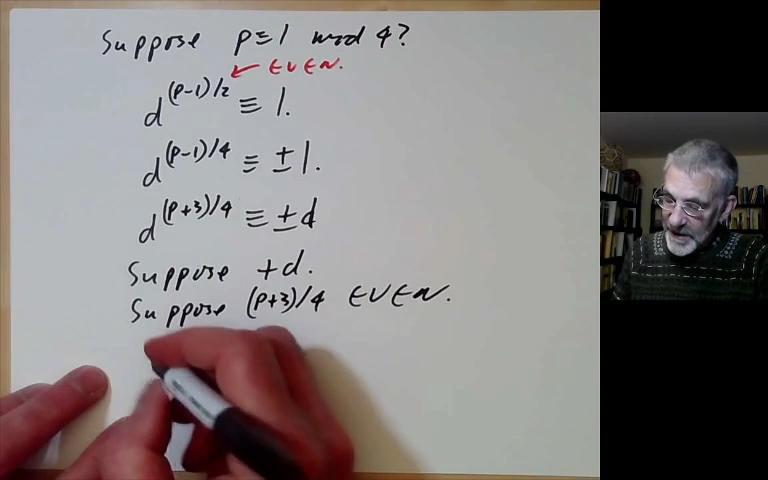 Suppose p≡1 mod 4?
← EVEN.
d^(p-1)/2 ≡ 1.
d^(p-1)/4 ≡ ±1.
d^(p+3)/4 ≡ ±d
Suppose +d.
Suppose (p+3)/4 EVEN.